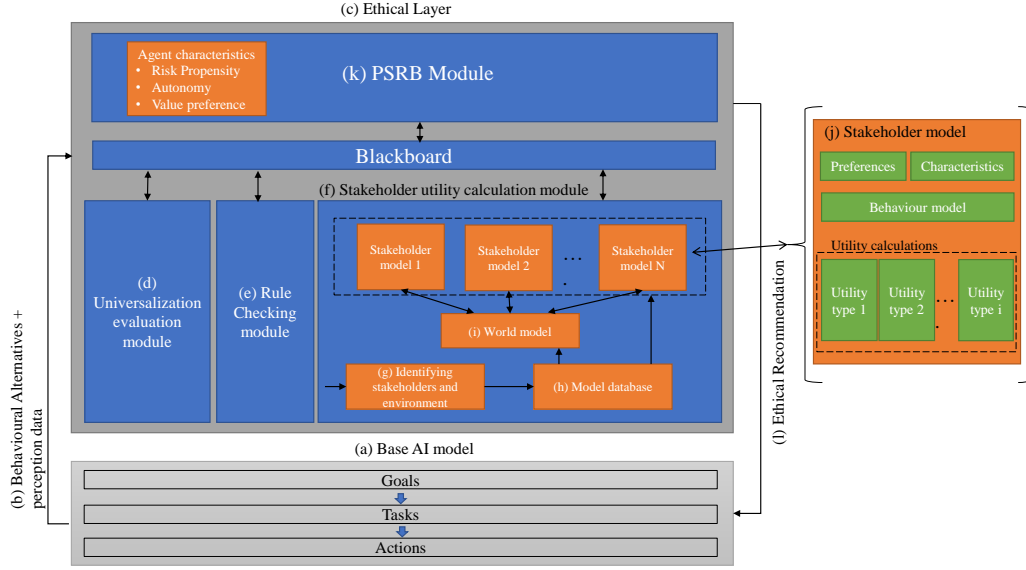 (c) Ethical Layer
Agent characteristics
• Risk Propensity
• Autonomy
• Value preference
(k) PSRB Module
Blackboard
(f) Stakeholder utility calculation module
(d)
Universalization
evaluation
module
(e) Rule
Checking
module
Stakeholder
model 1
Stakeholder
model 2
...
.
Stakeholder
model N
(i) World model
(g) Identifying
stakeholders and
environment
(h) Model database
(a) Base AI model
Goals
Tasks
Actions
(b) Behavioural Alternatives +
perception data
(l) Ethical Recommendation
(j) Stakeholder model
Preferences
Characteristics
Behaviour model
Utility calculations
Utility
type 1
Utility
type 2
...
.
Utility
type i